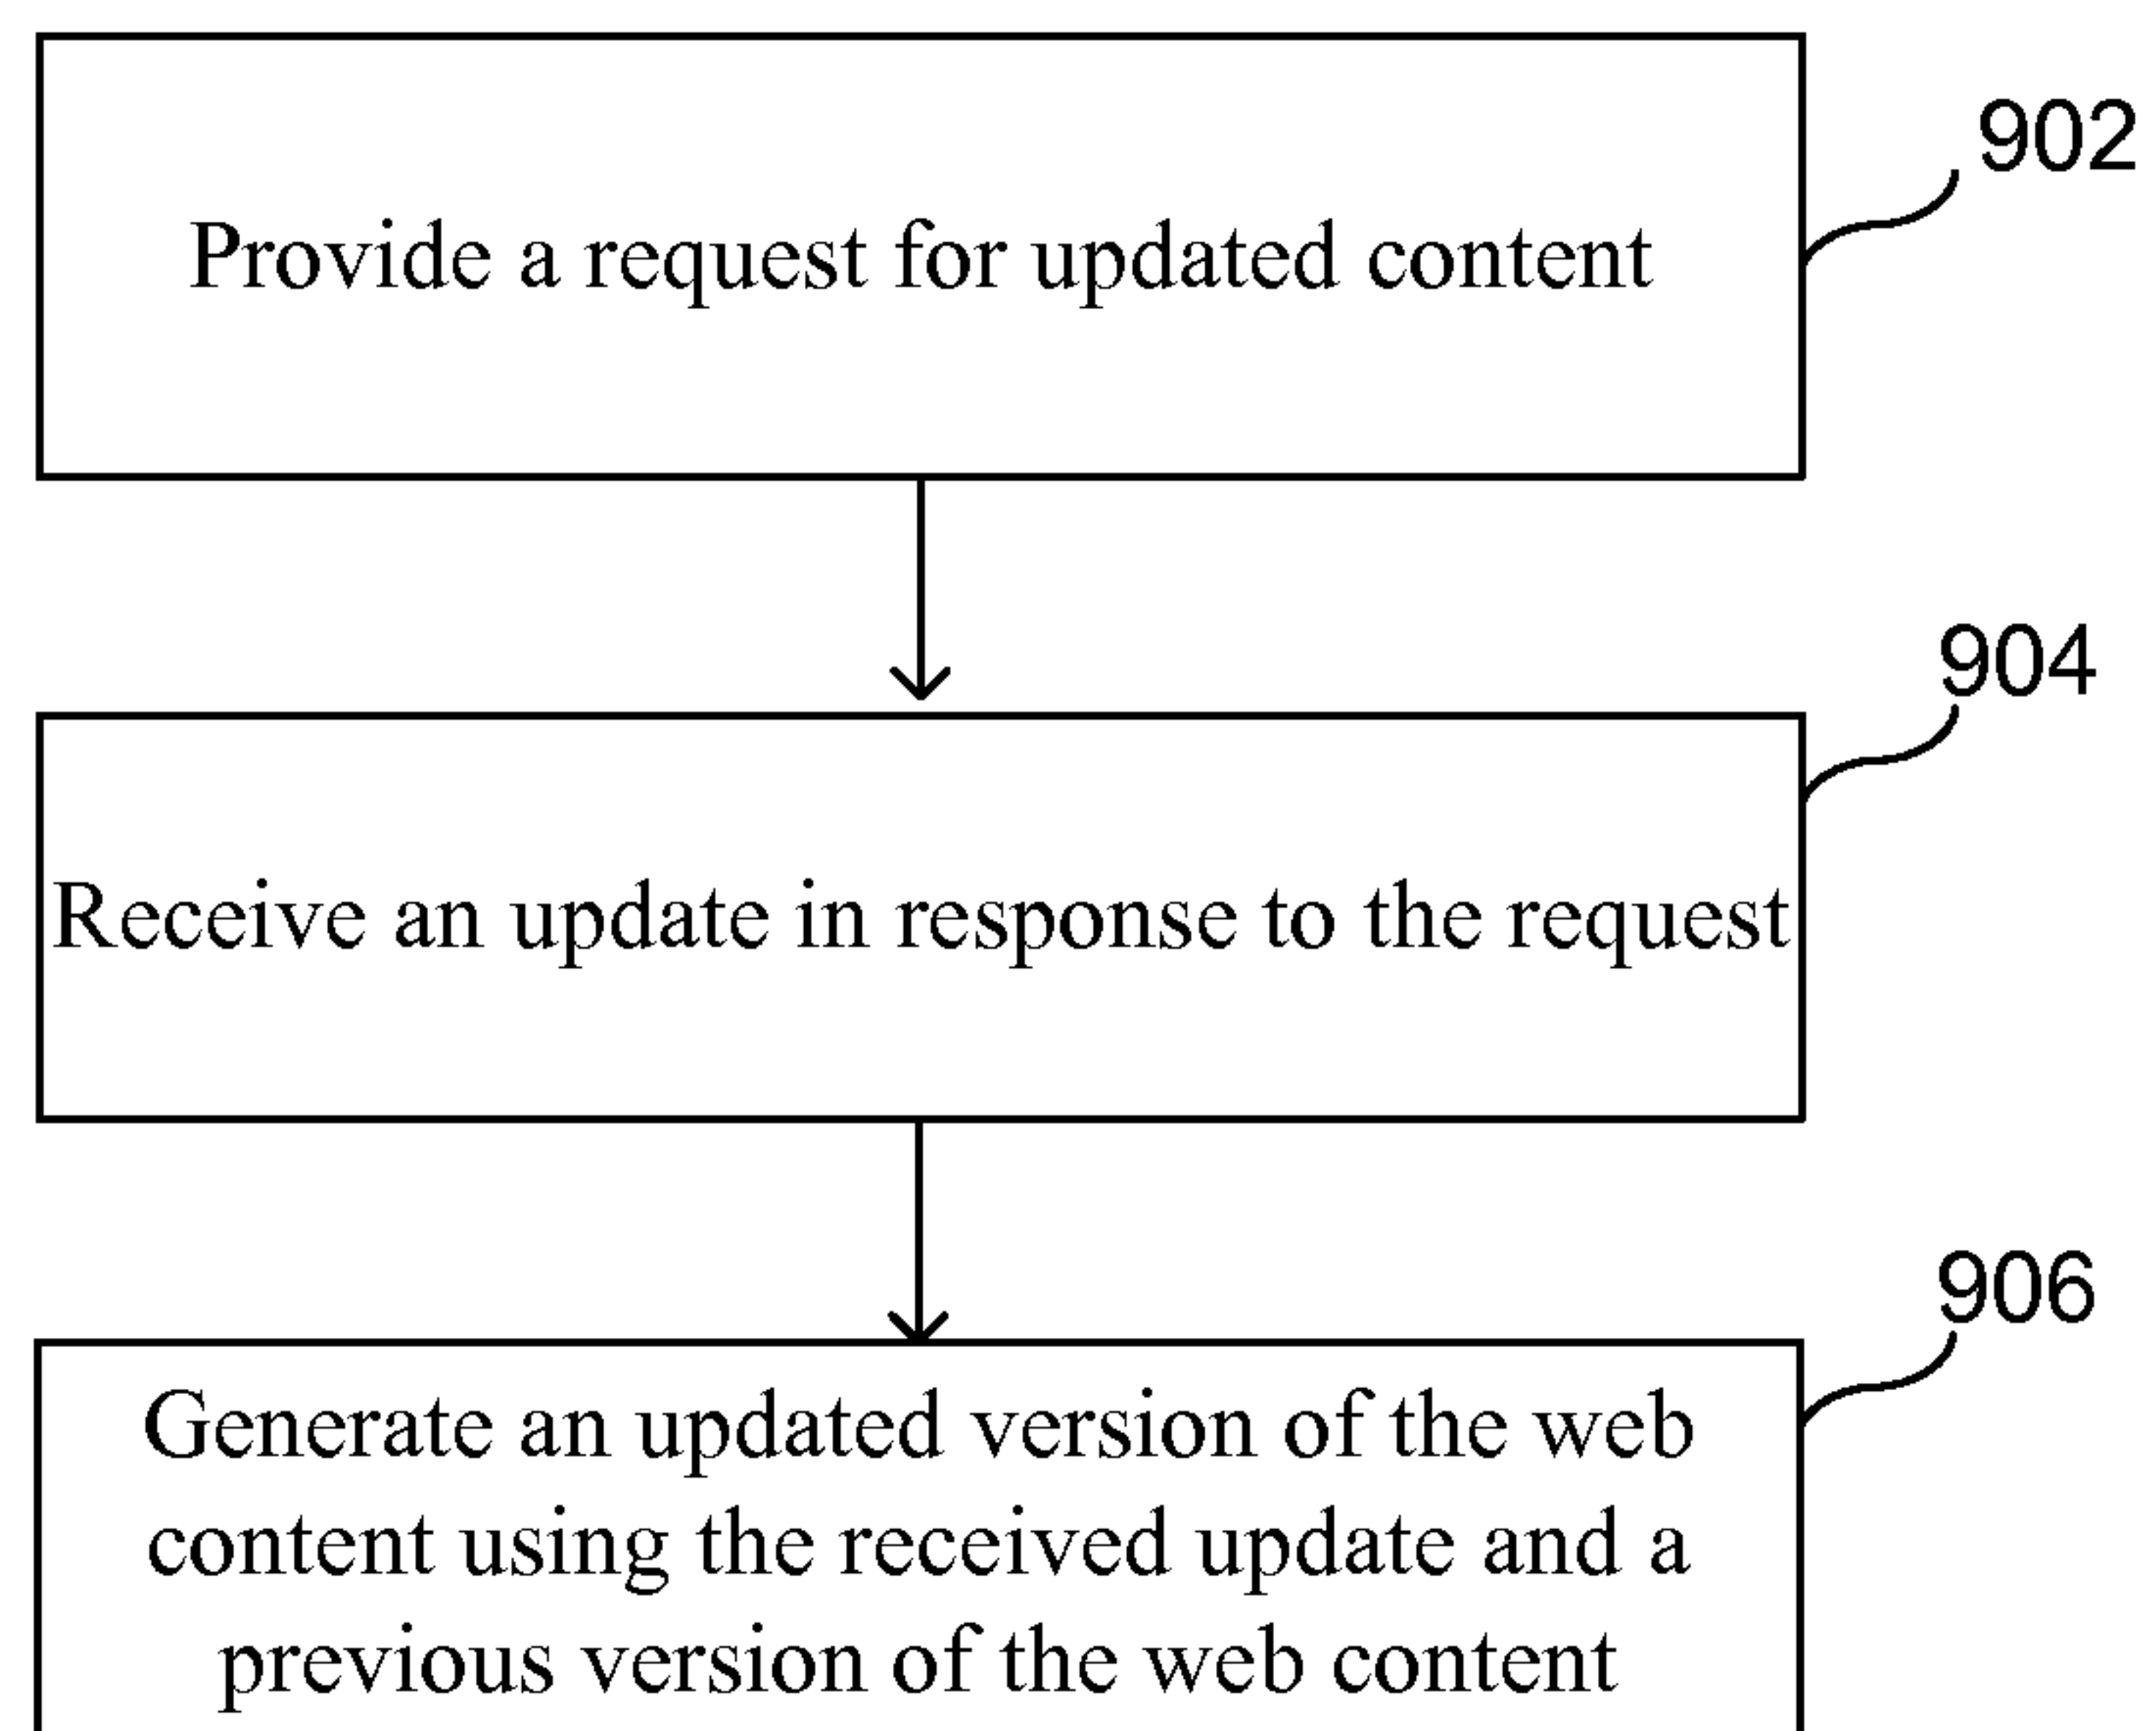 902
Provide a request for updated content
904
Receive an update in response to the request
906
Generate an updated version of the web
content using the received update and a
previous version of the web content